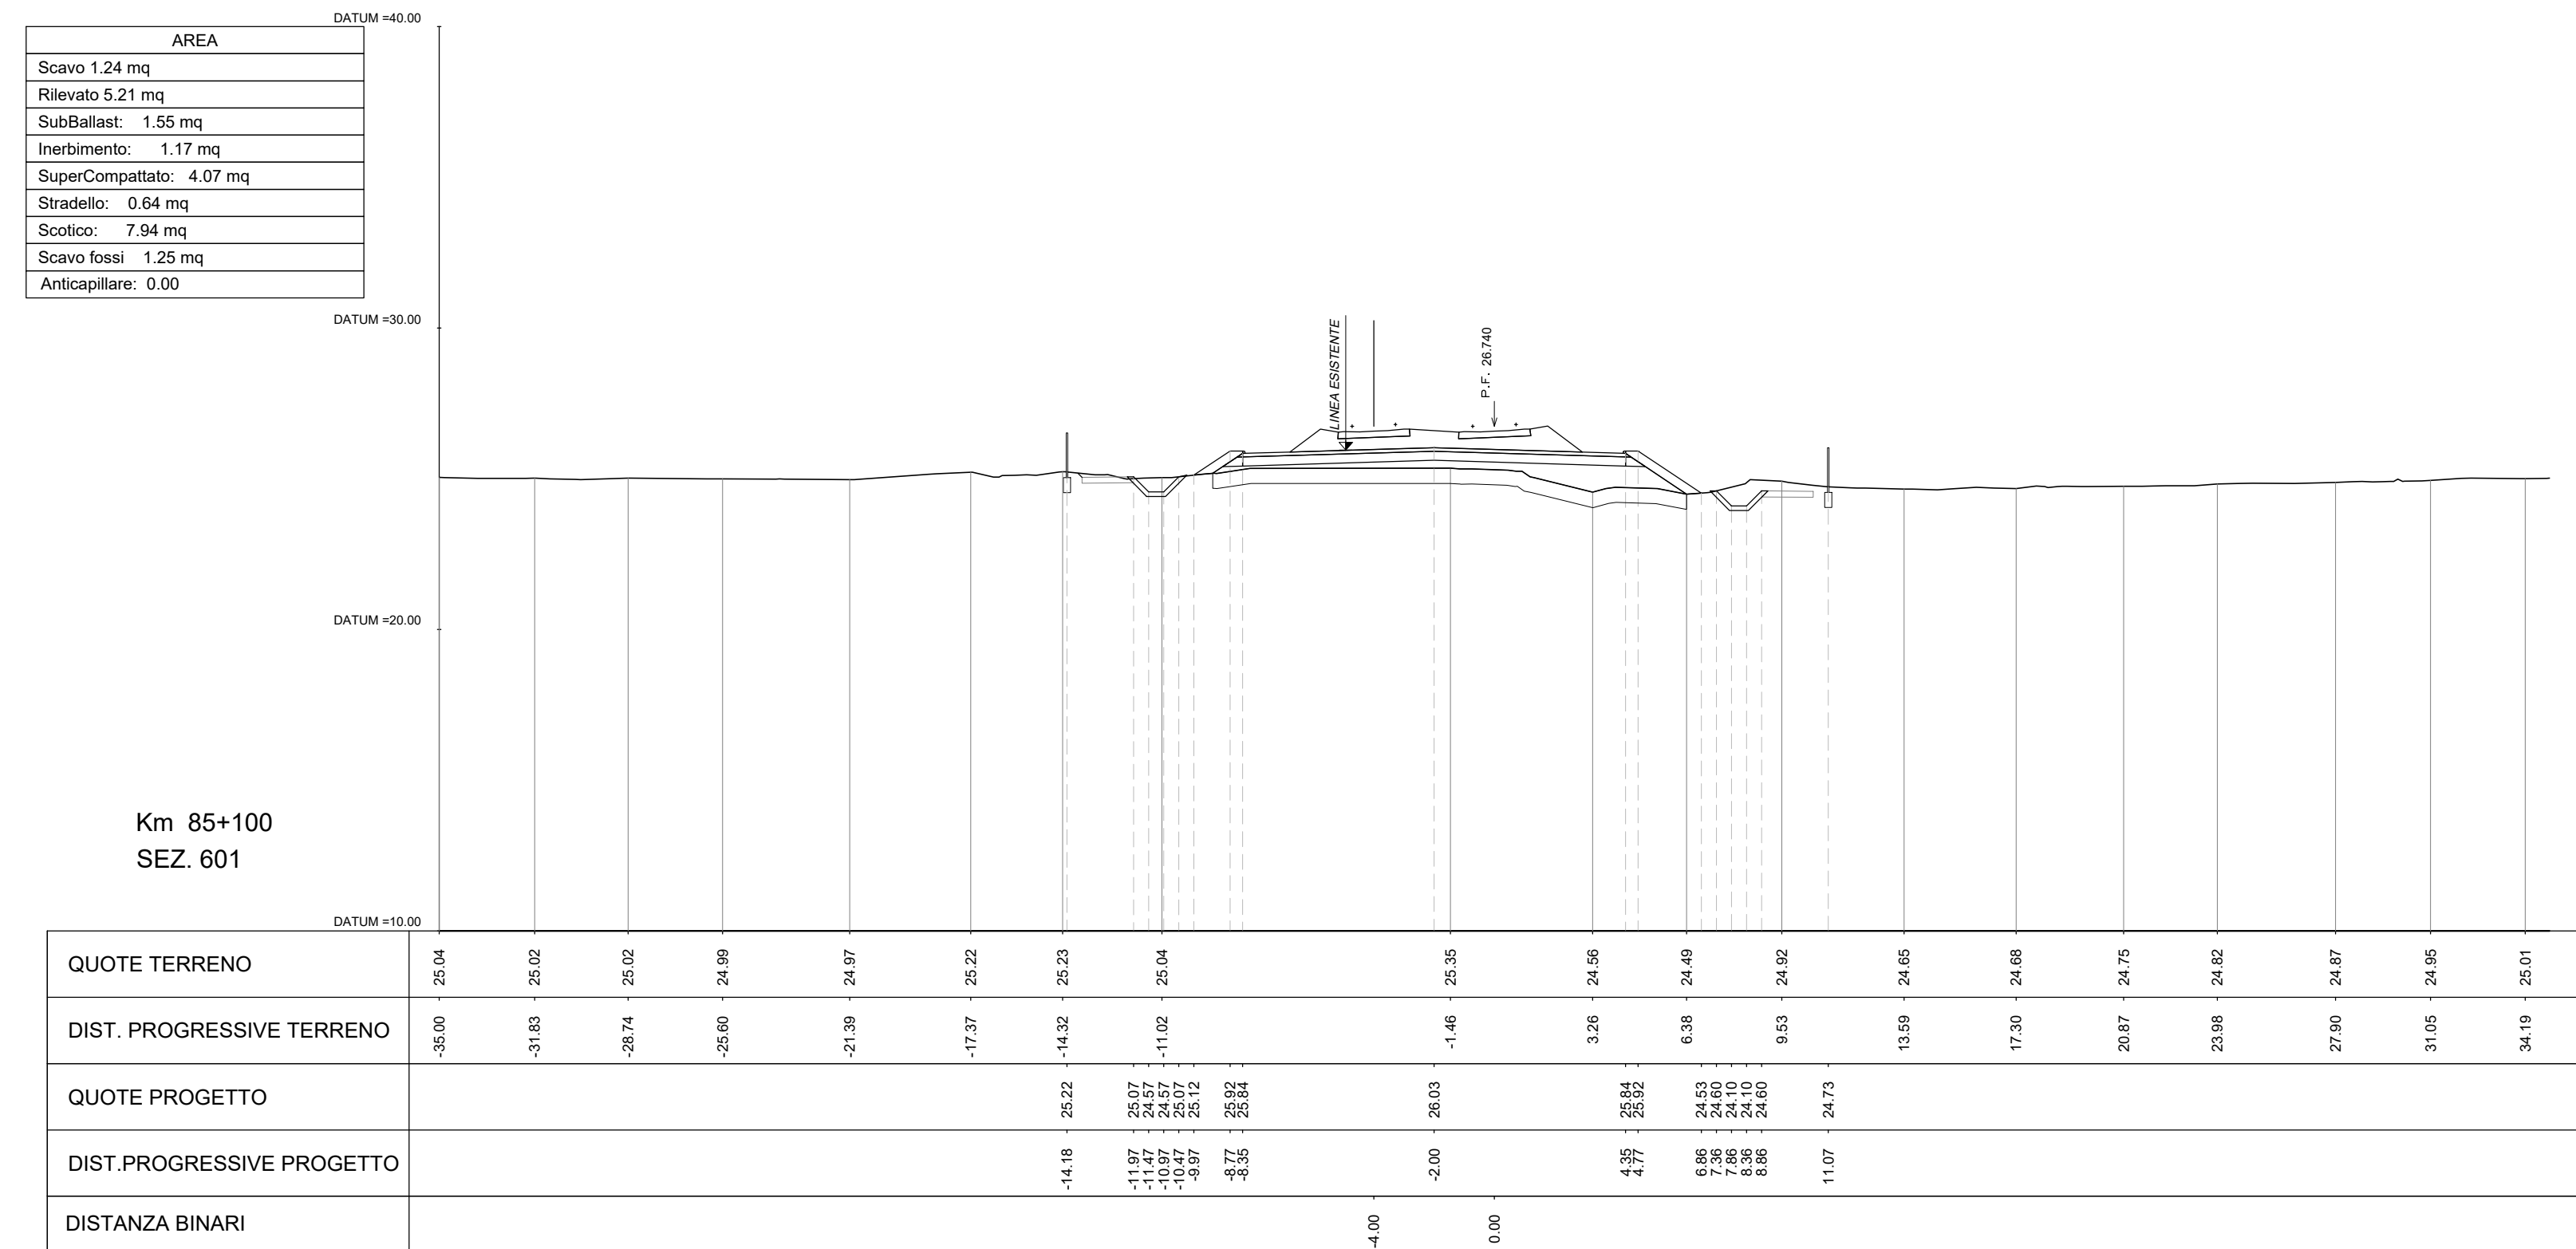 DATUM =40.00
AREA
Scavo 1.24 mq
Rilevato 5.21 mq
SubBallast: 1.55 mq
Inerbimento: 1.17 mq
SuperCompattato: 4.07 mq
Stradello: 0.64 mq
Scotico: 7.94 mq
Scavo fossi 1.25 mq
Anticapillare: 0.00
DATUM =30.00
LINEA ESISTENTE
P.F. 26.740
DATUM =20.00
Km 85+100
SEZ. 601
DATUM =10.00
QUOTE TERRENO 25.04 25.02 25.02 24.99 24.97 25.22 25.23 25.04 25.35 24.56 24.49 24.92 24.65 24.68 24.75 24.82 24.87 24.95 25.01
DIST. PROGRESSIVE TERRENO -35.00 -31.83 -28.74 -25.60 -21.39 -17.37 -14.32 -11.02 -1.46 3.26 6.38 9.53 13.59 17.30 20.87 23.98 27.90 31.05 34.19
QUOTE PROGETTO 25.22 25.07 24.57 24.57 25.07 25.12 25.92 25.84 26.03 25.84 25.92 24.53 24.60 24.10 24.10 24.60 24.73
DIST.PROGRESSIVE PROGETTO -14.18 -11.97 -11.47 -10.97 -10.47 -9.97 -8.77 -8.35 -2.00 4.35 4.77 6.86 7.36 7.86 8.36 8.86 11.07
DISTANZA BINARI -4.00 0.00